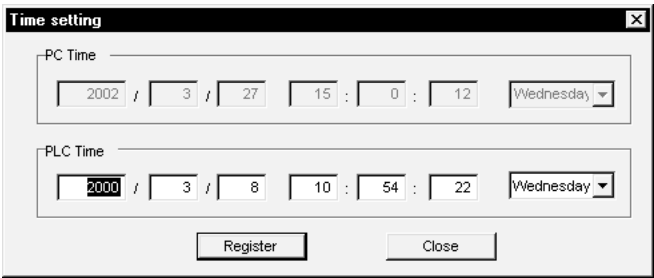 Time setting
PC Time
2002 / 3 / 27 15 : 0 : 12 Wednesday
PLC Time
2000 / 3 / 8 10 : 54 : 22 Wednesday
Register Close